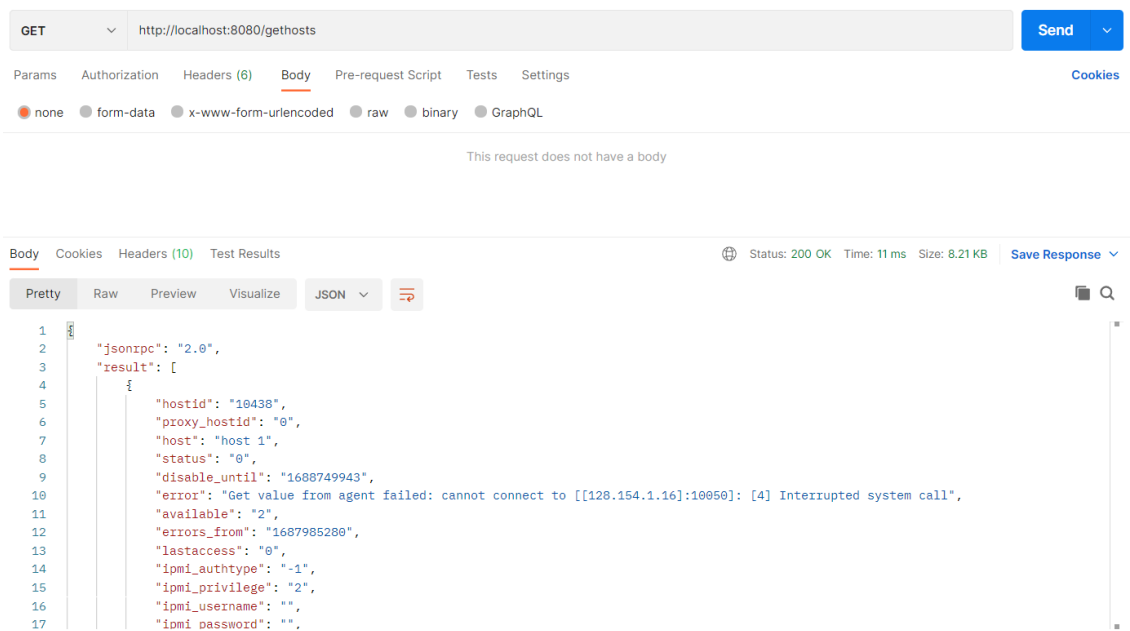 GET http://localhost:8080/gethosts Send
Params Authorization Headers (6) Body Pre-request Script Tests Settings Cookies
none form-data x-www-form-urlencoded raw binary GraphQL
This request does not have a body
Body Cookies Headers (10) Test Results Status: 200 OK Time: 11 ms Size: 8.21 KB Save Response
Pretty Raw Preview Visualize JSON
1 {
2 "jsonrpc": "2.0",
3 "result": [
4 {
5 "hostid": "10438",
6 "proxy_hostid": "0",
7 "host": "host 1",
8 "status": "0",
9 "disable_until": "1688749943",
10 "error": "Get value from agent failed: cannot connect to [[128.154.1.16]:10050]: [4] Interrupted system call",
11 "available": "2",
12 "errors_from": "1687985280",
13 "lastaccess": "0",
14 "ipmi_authtype": "-1",
15 "ipmi_privilege": "2",
16 "ipmi_username": "",
17 "ipmi_password": "",